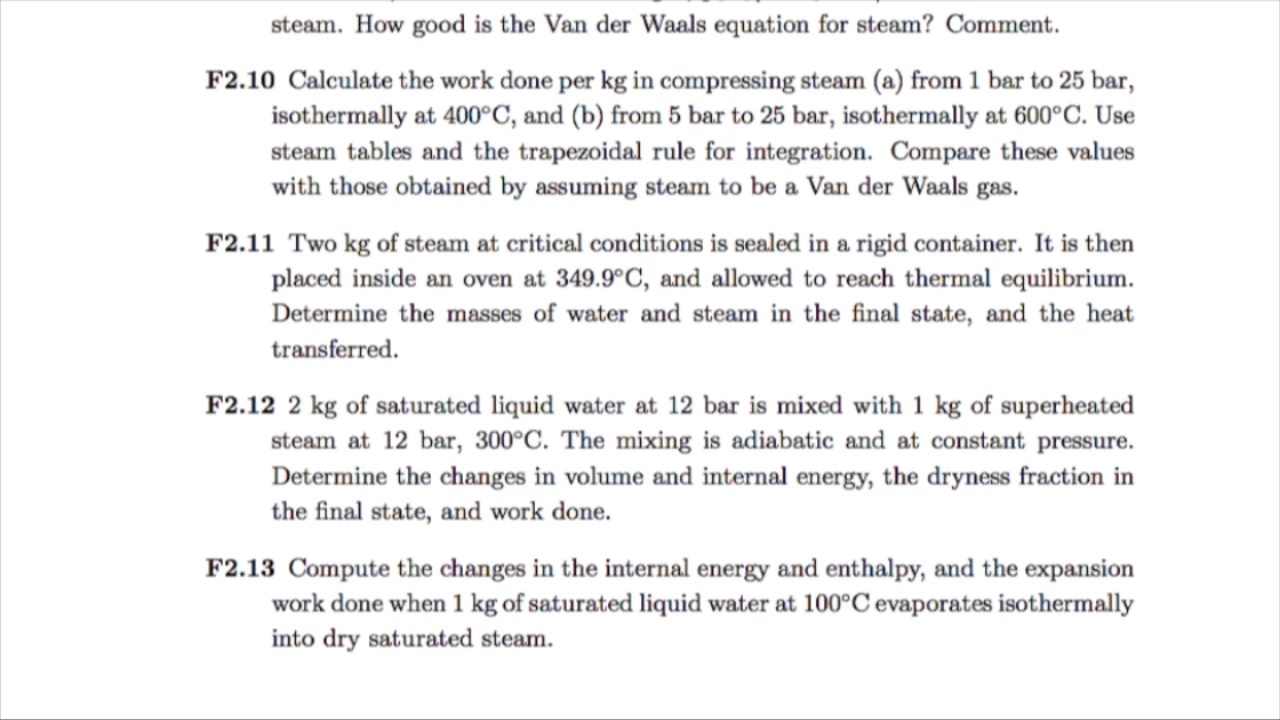 steam. How good is the Van der Waals equation for steam? Comment.
F2.10 Calculate the work done per kg in compressing steam (a) from 1 bar to 25 bar,
isothermally at 400°C, and (b) from 5 bar to 25 bar, isothermally at 600°C. Use
steam tables and the trapezoidal rule for integration. Compare these values
with those obtained by assuming steam to be a Van der Waals gas.
F2.11 Two kg of steam at critical conditions is sealed in a rigid container. It is then
placed inside an oven at 349.9°C, and allowed to reach thermal equilibrium.
Determine the masses of water and steam in the final state, and the heat
transferred.
F2.12 2 kg of saturated liquid water at 12 bar is mixed with 1 kg of superheated
steam at 12 bar, 300°C. The mixing is adiabatic and at constant pressure.
Determine the changes in volume and internal energy, the dryness fraction in
the final state, and work done.
F2.13 Compute the changes in the internal energy and enthalpy, and the expansion
work done when 1 kg of saturated liquid water at 100°C evaporates isothermally
into dry saturated steam.